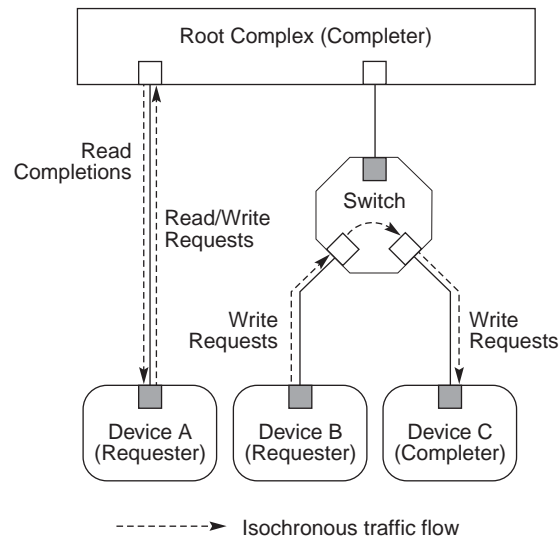 Root Complex (Completer)
Read
Completions
Read/Write
Requests
Switch
Write
Requests
Write
Requests
Device A
(Requester)
Device B
(Requester)
Device C
(Completer)
Isochronous traffic flow